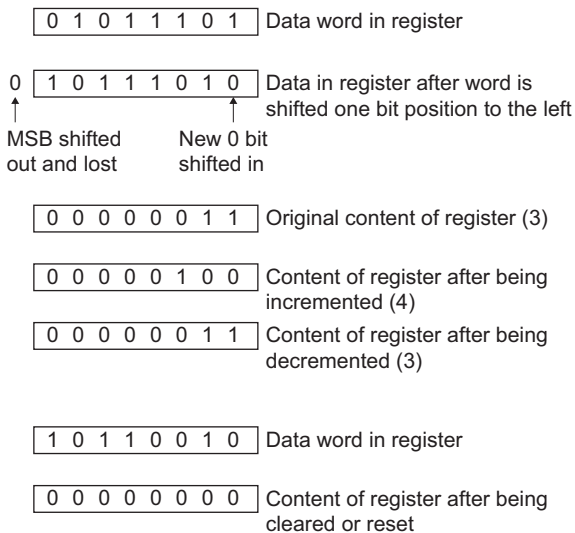 0 1 0 1 1 1 0 1 Data word in register
0 1 0 1 1 1 0 1 0 Data in register after word is
shifted one bit position to the left
MSB shifted New 0 bit
out and lost shifted in
0 0 0 0 0 0 1 1 Original content of register (3)
0 0 0 0 0 1 0 0 Content of register after being
incremented (4)
0 0 0 0 0 0 1 1 Content of register after being
decremented (3)
1 0 1 1 0 0 1 0 Data word in register
0 0 0 0 0 0 0 0 Content of register after being
cleared or reset